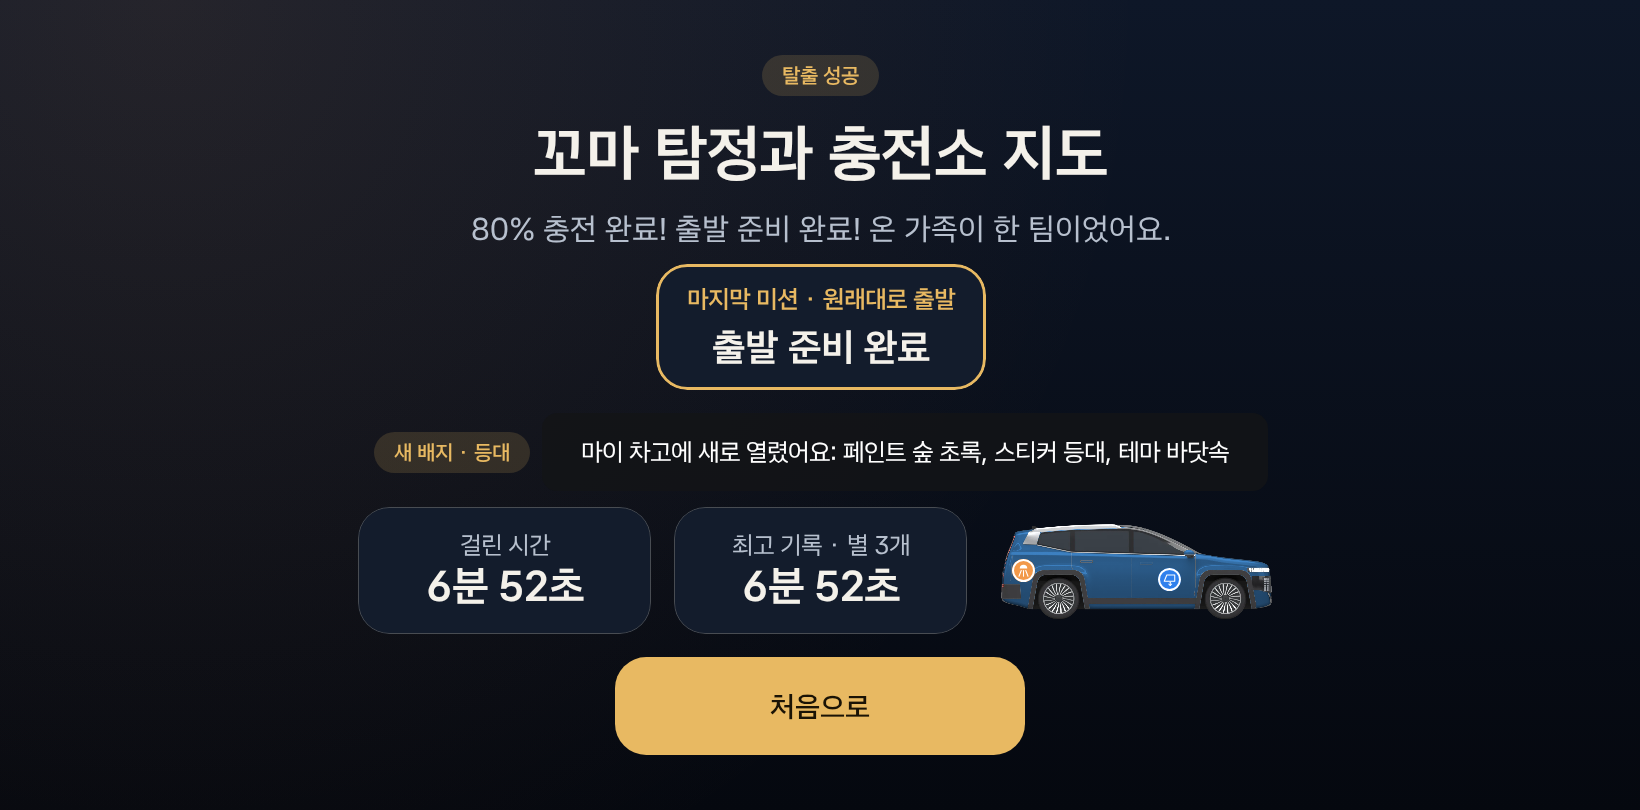 탈출 성공
꼬마 탐정과 충전소 지도
80% 충전 완료! 출발 준비 완료! 온 가족이 한 팀이었어요.
마지막 미션 · 원래대로 출발
출발 준비 완료
새 배지 · 등대
마이 차고에 새로 열렸어요: 페인트 숲 초록, 스티커 등대, 테마 바닷속
걸린 시간
6분 52초
최고 기록 · 별 3개
6분 52초
처음으로